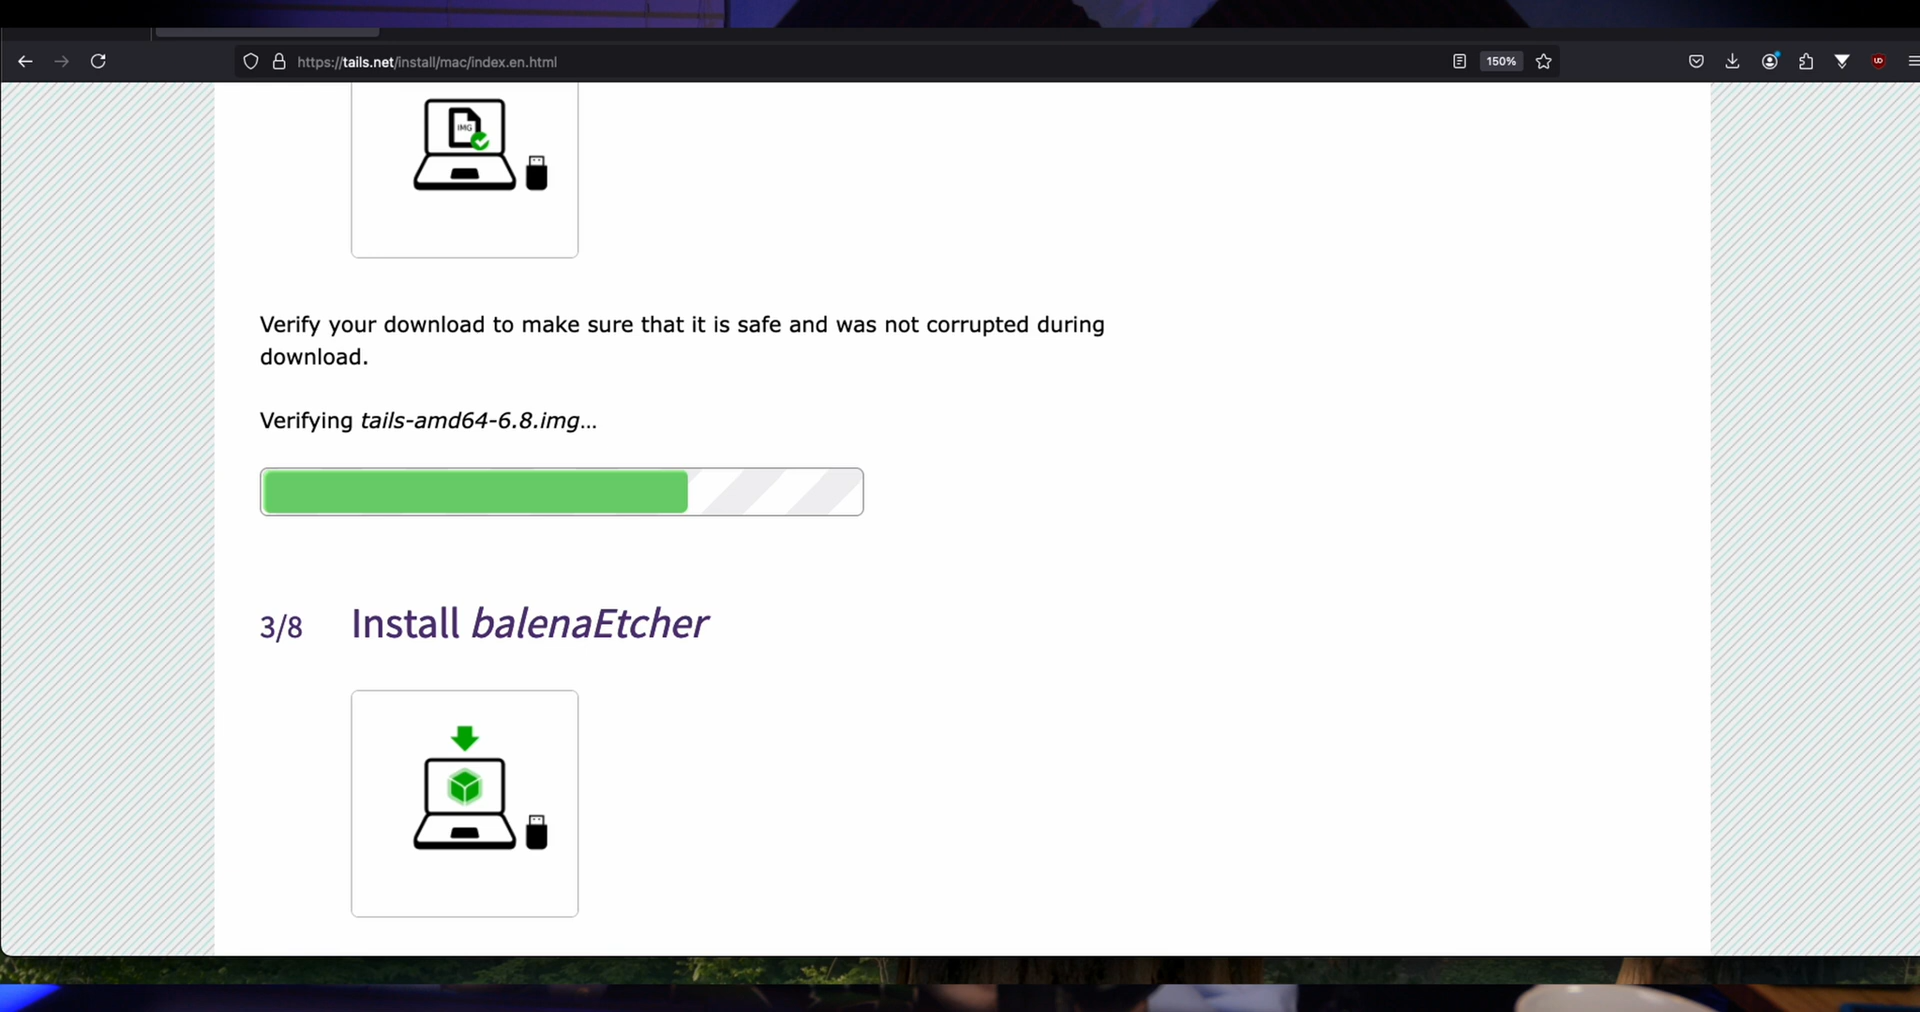 https://tails.net/install/mac/index.en.html
150%
IMG
Verify your download to make sure that it is safe and was not corrupted during
download.
Verifying tails-amd64-6.8.img...
3/8 Install balenaEtcher